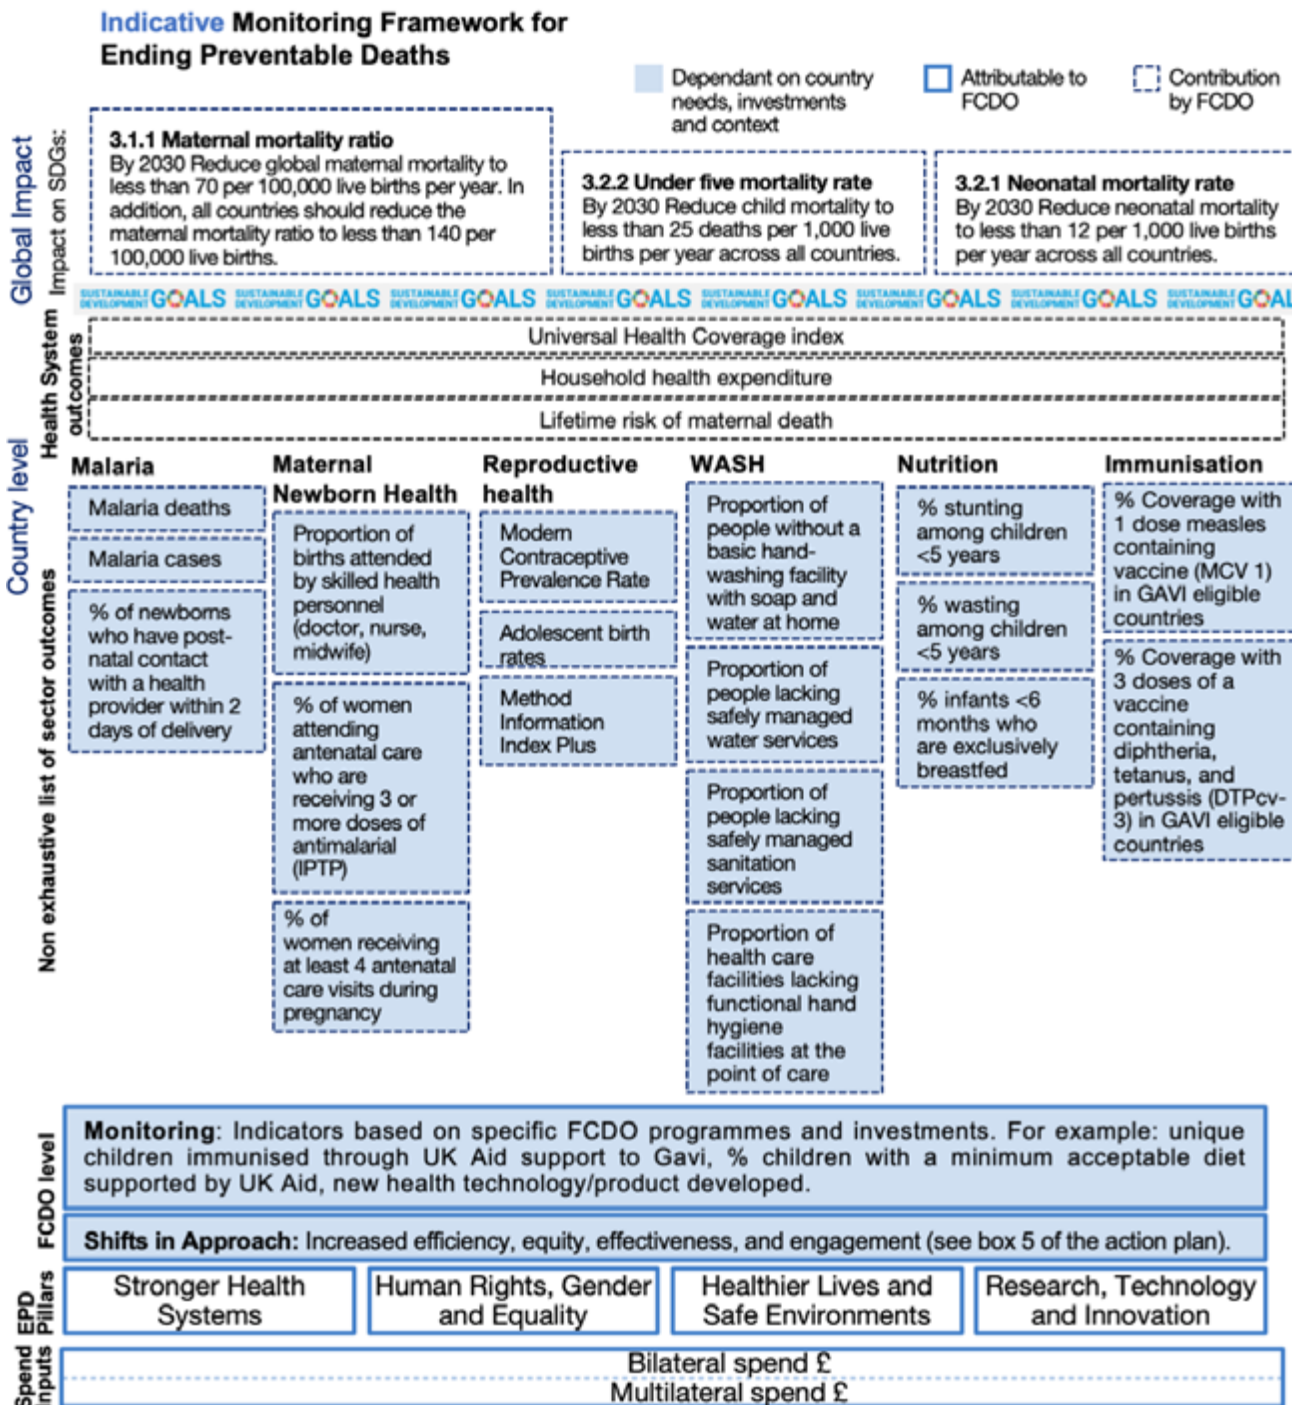 Indicative Monitoring Framework for
Ending Preventable Deaths
Dependant on country
needs, investments
and context
Attributable to
FCDO
Contribution
by FCDO
Global Impact
Impact on SDGs:
3.1.1 Maternal mortality ratio
By 2030 Reduce global maternal mortality to
less than 70 per 100,000 live births per year. In
addition, all countries should reduce the
maternal mortality ratio to less than 140 per
100,000 live births.
3.2.2 Under five mortality rate
By 2030 Reduce child mortality to
less than 25 deaths per 1,000 live
births per year across all countries.
3.2.1 Neonatal mortality rate
By 2030 Reduce neonatal mortality
to less than 12 per 1,000 live births
per year across all countries.
SUSTAINABLE DEVELOPMENT GOALS SUSTAINABLE DEVELOPMENT GOALS SUSTAINABLE DEVELOPMENT GOALS SUSTAINABLE DEVELOPMENT GOALS SUSTAINABLE DEVELOPMENT GOALS SUSTAINABLE DEVELOPMENT GOALS SUSTAINABLE DEVELOPMENT GOALS SUSTAINABLE DEVELOPMENT GOAL
Country level
Health System
outcomes
Universal Health Coverage index
Household health expenditure
Lifetime risk of maternal death
Non exhaustive list of sector outcomes
Malaria
Malaria deaths
Malaria cases
% of newborns
who have post-
natal contact
with a health
provider within 2
days of delivery
Maternal
Newborn Health
Proportion of
births attended
by skilled health
personnel
(doctor, nurse,
midwife)
% of women
attending
antenatal care
who are
receiving 3 or
more doses of
antimalarial
(IPTP)
% of
women receiving
at least 4 antenatal
care visits during
pregnancy
Reproductive
health
Modern
Contraceptive
Prevalence Rate
Adolescent birth
rates
Method
Information
Index Plus
WASH
Proportion of
people without a
basic hand-
washing facility
with soap and
water at home
Proportion of
people lacking
safely managed
water services
Proportion of
people lacking
safely managed
sanitation
services
Proportion of
health care
facilities lacking
functional hand
hygiene
facilities at the
point of care
Nutrition
% stunting
among children
<5 years
% wasting
among children
<5 years
% infants <6
months who
are exclusively
breastfed
Immunisation
% Coverage with
1 dose measles
containing
vaccine (MCV 1)
in GAVI eligible
countries
% Coverage with
3 doses of a
vaccine
containing
diphtheria,
tetanus, and
pertussis (DTPcv-
3) in GAVI eligible
countries
FCDO level
Monitoring: Indicators based on specific FCDO programmes and investments. For example: unique
children immunised through UK Aid support to Gavi, % children with a minimum acceptable diet
supported by UK Aid, new health technology/product developed.
Shifts in Approach: Increased efficiency, equity, effectiveness, and engagement (see box 5 of the action plan).
EPD
Pillars
Stronger Health
Systems
Human Rights, Gender
and Equality
Healthier Lives and
Safe Environments
Research, Technology
and Innovation
Spend
Inputs
Bilateral spend £
Multilateral spend £